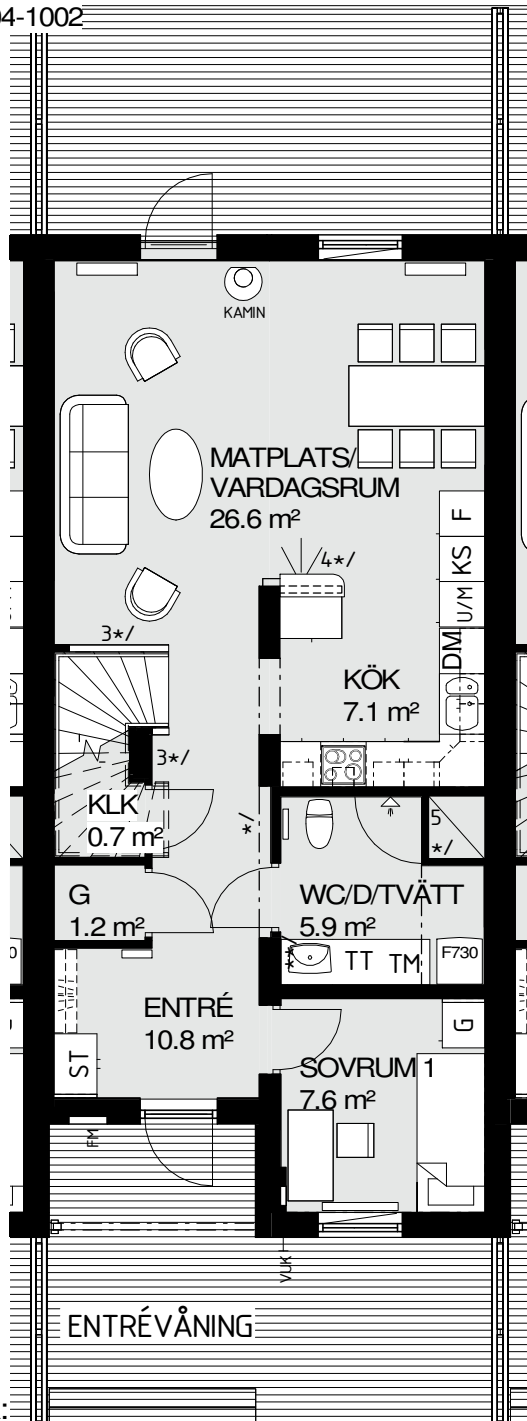 04-1002
KAMIN
MATPLATS/
VARDAGSRUM
26.6 m²
F
KS
U/M
DM
4*/
3*/
KÖK
7.1 m²
3*/
KLK
0.7 m²
*/
5
*/
G
1.2 m²
WC/D/TVÄTT
5.9 m²
**
TT
TM
F730
ENTRÉ
10.8 m²
G
ST
SOVRUM 1
7.6 m²
FM
VUK
ENTRÉVÅNING